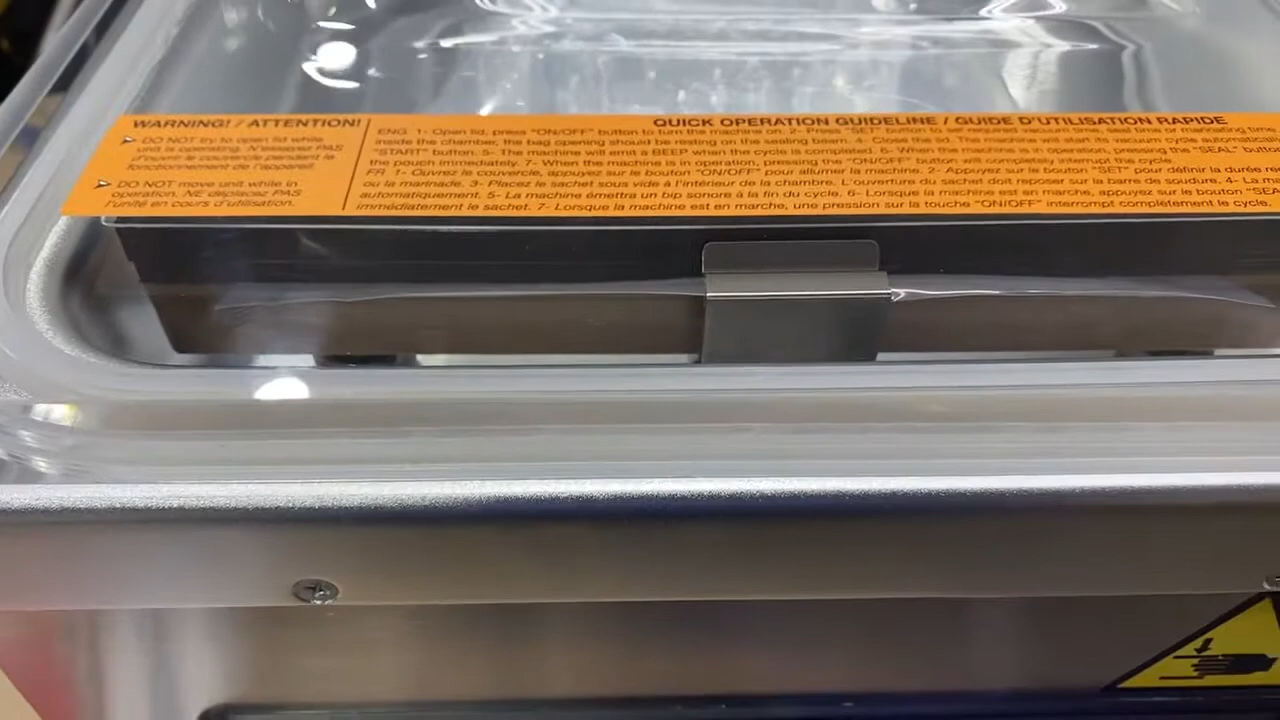 WARNING! / ATTENTION!
➤ DO NOT try to open lid while
unit is operating. N'essayez PAS
d'ouvrir le couvercle pendant le
fonctionnement de l'appareil.
➤ DO NOT move unit while in
operation. NE déplacez PAS
l'unité en cours d'utilisation.
QUICK OPERATION GUIDELINE / GUIDE D'UTILISATION RAPIDE
ENG 1- Open lid, press "ON/OFF" button to turn the machine on. 2- Press "SET" button to set required vacuum time, seal time or marinating time.
inside the chamber, the bag opening should be resting on the sealing beam. 4- Close the lid. The machine will start its vacuum cycle automatically
"START" button. 5- The machine will emit a BEEP when the cycle is completed. 6- When the machine is in operation, pressing the "SEAL" button
the pouch immediately. 7- When the machine is in operation, pressing the "ON/OFF" button will completely interrupt the cycle.
FR 1- Ouvrez le couvercle, appuyez sur le bouton "ON/OFF" pour allumer la machine. 2- Appuyez sur le bouton "SET" pour définir la durée
ou la marinade. 3- Placez le sachet sous vide à l'intérieur de la chambre. L'ouverture du sachet doit reposer sur la barre de soudure. 4- La
automatiquement. 5- La machine émettra un bip sonore à la fin du cycle. 6- Lorsque la machine est en marche, appuyez sur le bouton "SEA
immédiatement le sachet. 7- Lorsque la machine est en marche, une pression sur la touche "ON/OFF" interrompt complètement le cycle.